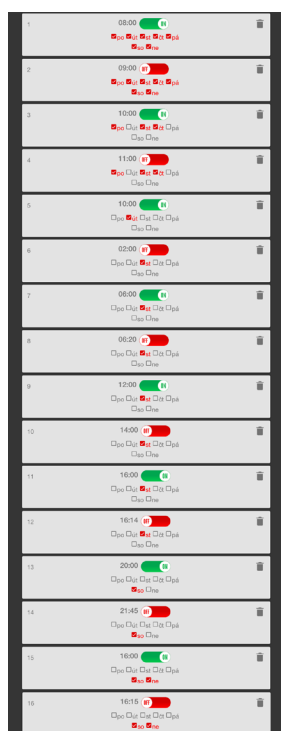 1 08:00 ON
po út st čt pá
so ne
2 09:00 OFF
po út st čt pá
so ne
3 10:00 ON
po út st čt pá
so ne
4 11:00 OFF
po út st čt pá
so ne
5 10:00 ON
po út st čt pá
so ne
6 02:00 OFF
po út st čt pá
so ne
7 06:00 ON
po út st čt pá
so ne
8 06:20 OFF
po út st čt pá
so ne
9 12:00 ON
po út st čt pá
so ne
10 14:00 OFF
po út st čt pá
so ne
11 16:00 ON
po út st čt pá
so ne
12 16:14 OFF
po út st čt pá
so ne
13 20:00 ON
po út st čt pá
so ne
14 21:45 OFF
po út st čt pá
so ne
15 16:00 ON
po út st čt pá
so ne
16 16:15 OFF
po út st čt pá
so ne